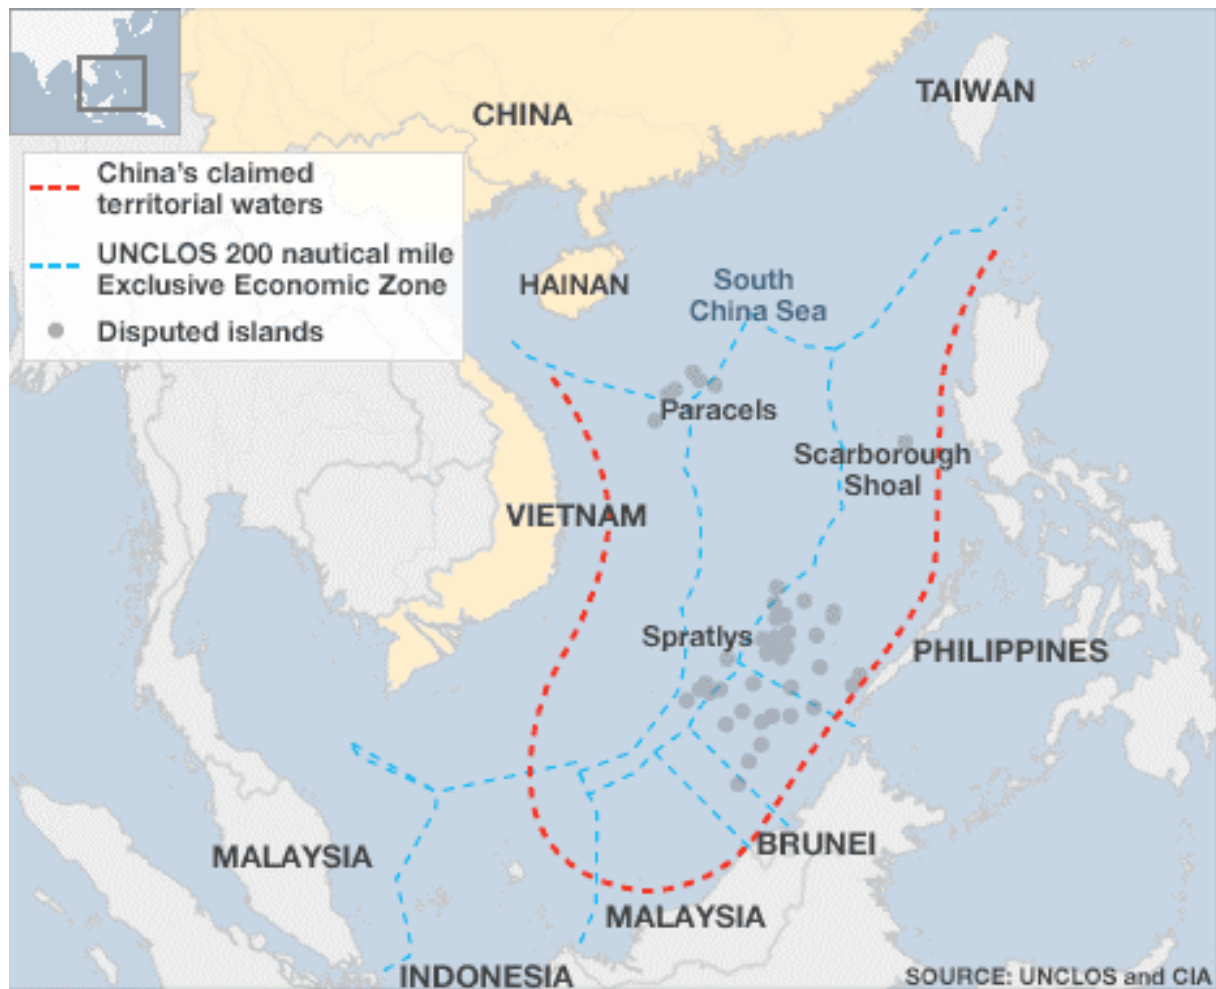 CHINA
TAIWAN
China's claimed
territorial waters
UNCLOS 200 nautical mile
Exclusive Economic Zone
Disputed islands
HAINAN
South
China Sea
Paracels
Scarborough
Shoal
VIETNAM
Spratlys
PHILIPPINES
MALAYSIA
BRUNEI
MALAYSIA
INDONESIA
SOURCE: UNCLOS and CIA